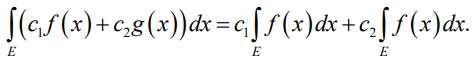 ∫_E (c₁f(x)+c₂g(x))dx = c₁∫_E f(x)dx + c₂∫_E f(x)dx.